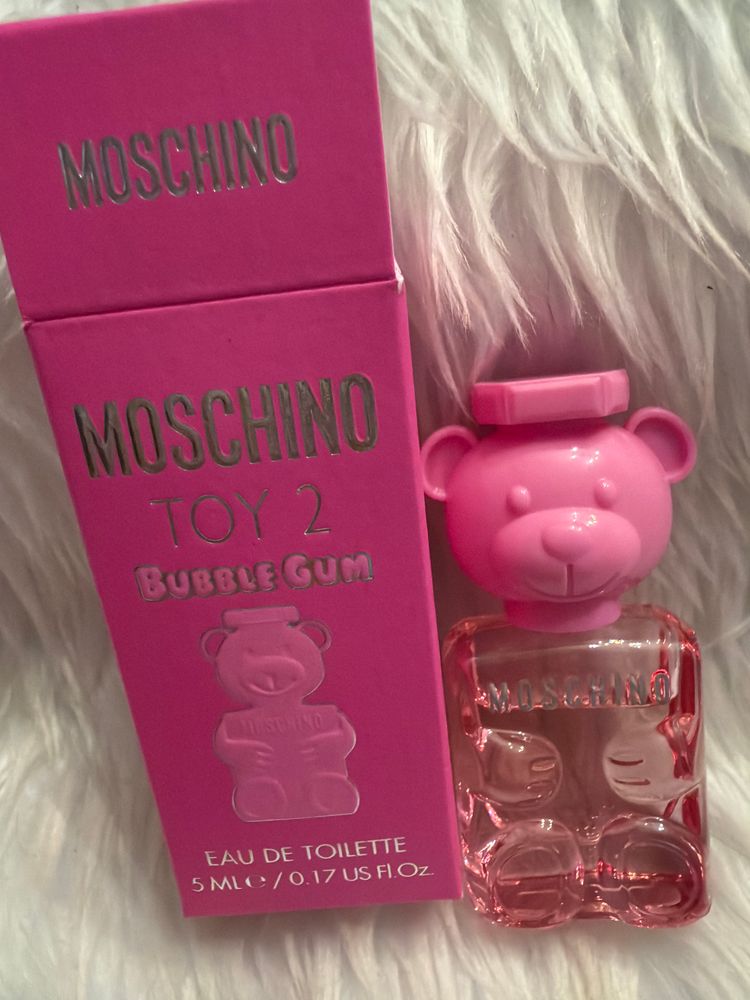 MOSCHINO
MOSCHINO
TOY 2
BUBBLE GUM
MOSCHINO
MOSCHINO
EAU DE TOILETTE
5 ML ℮ / 0.17 US Fl.Oz.